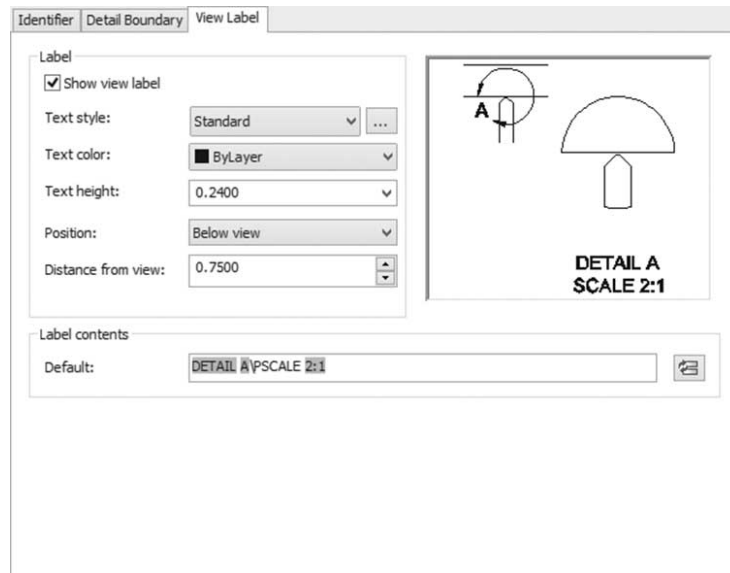 Identifier Detail Boundary View Label
Label
Show view label
Text style: Standard ...
Text color: ByLayer
Text height: 0.2400
Position: Below view
Distance from view: 0.7500
A
DETAIL A
SCALE 2:1
Label contents
Default: DETAIL A\PSCALE 2:1